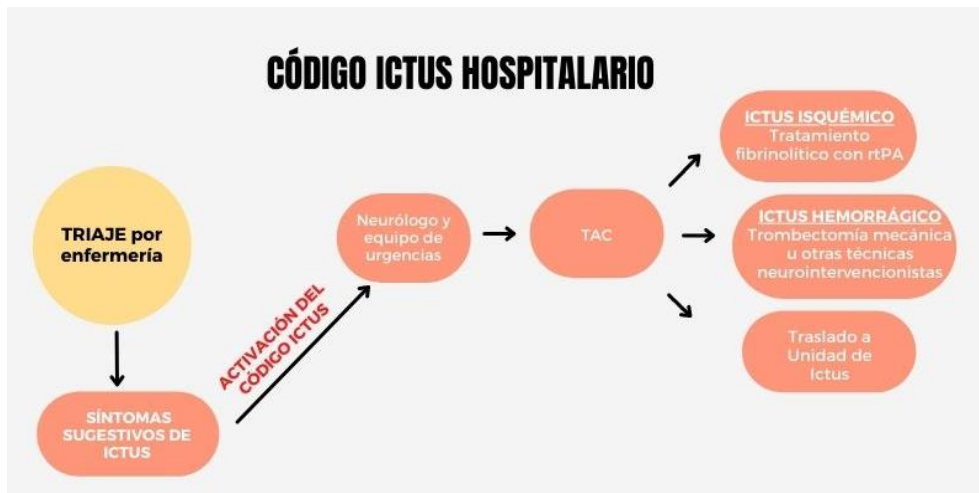 CÓDIGO ICTUS HOSPITALARIO
TRIAJE por
enfermería
SÍNTOMAS
SUGESTIVOS DE
ICTUS
ACTIVACIÓN DEL
CÓDIGO ICTUS
Neurólogo y
equipo de
urgencias
TAC
ICTUS ISQUÉMICO
Tratamiento
fibrinolítico con rtPA
ICTUS HEMORRÁGICO
Trombectomía mecánica
u otras técnicas
neurointervencionistas
Traslado a
Unidad de
Ictus